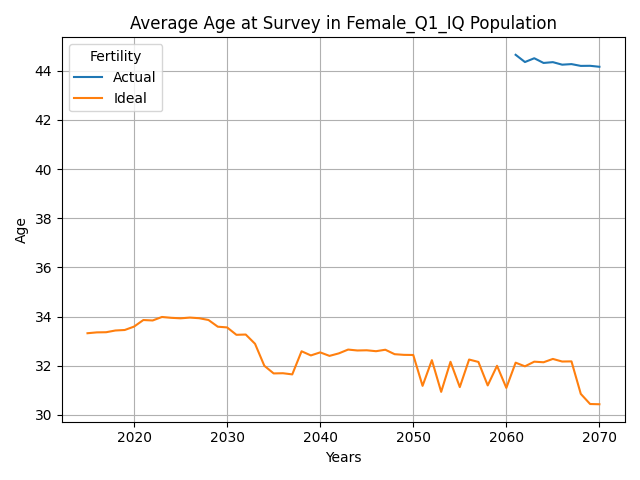 Average Age at Survey in Female_Q1_IQ Population
Fertility
Actual
Ideal
Age
44
42
40
38
36
34
32
30
2020
2030
2040
2050
2060
2070
Years